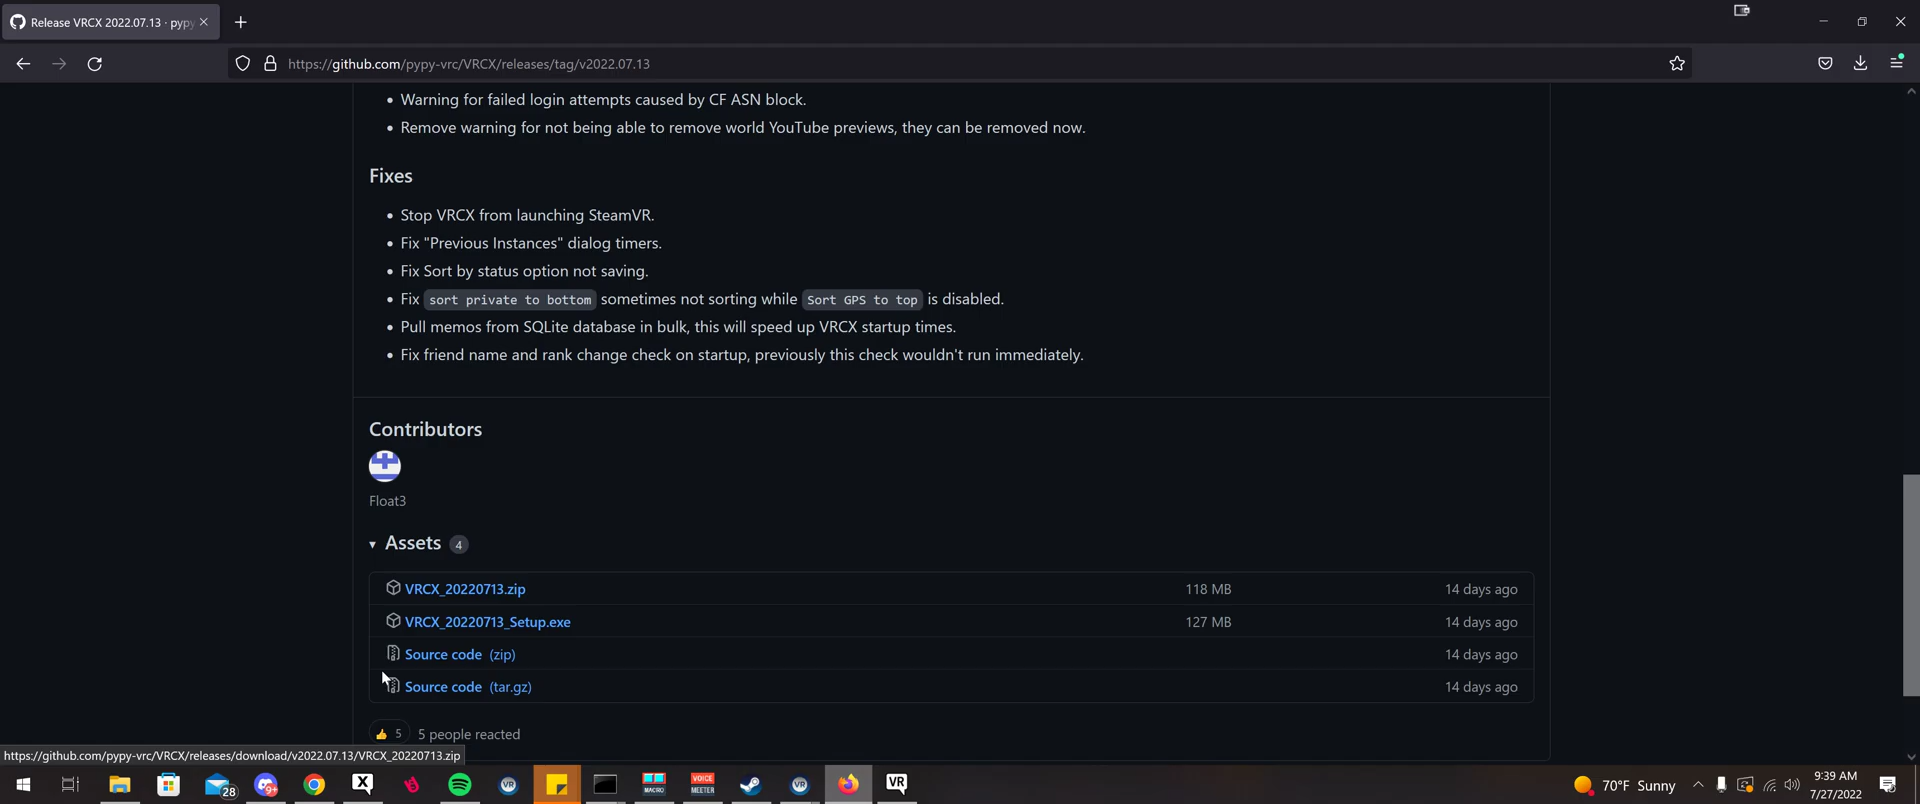 Release VRCX 2022.07.13 · pypy
https://github.com/pypy-vrc/VRCX/releases/tag/v2022.07.13
• Warning for failed login attempts caused by CF ASN block.
• Remove warning for not being able to remove world YouTube previews, they can be removed now.
Fixes
• Stop VRCX from launching SteamVR.
• Fix "Previous Instances" dialog timers.
• Fix Sort by status option not saving.
• Fix sort private to bottom sometimes not sorting while Sort GPS to top is disabled.
• Pull memos from SQLite database in bulk, this will speed up VRCX startup times.
• Fix friend name and rank change check on startup, previously this check wouldn't run immediately.
Contributors
Float3
Assets 4
VRCX_20220713.zip 118 MB 14 days ago
VRCX_20220713_Setup.exe 127 MB 14 days ago
Source code (zip) 14 days ago
Source code (tar.gz) 14 days ago
5 5 people reacted
https://github.com/pypy-vrc/VRCX/releases/download/v2022.07.13/VRCX_20220713.zip
28 9+ X VR MACRO VOICE MEETER VR VR 70°F Sunny 9:39 AM
7/27/2022